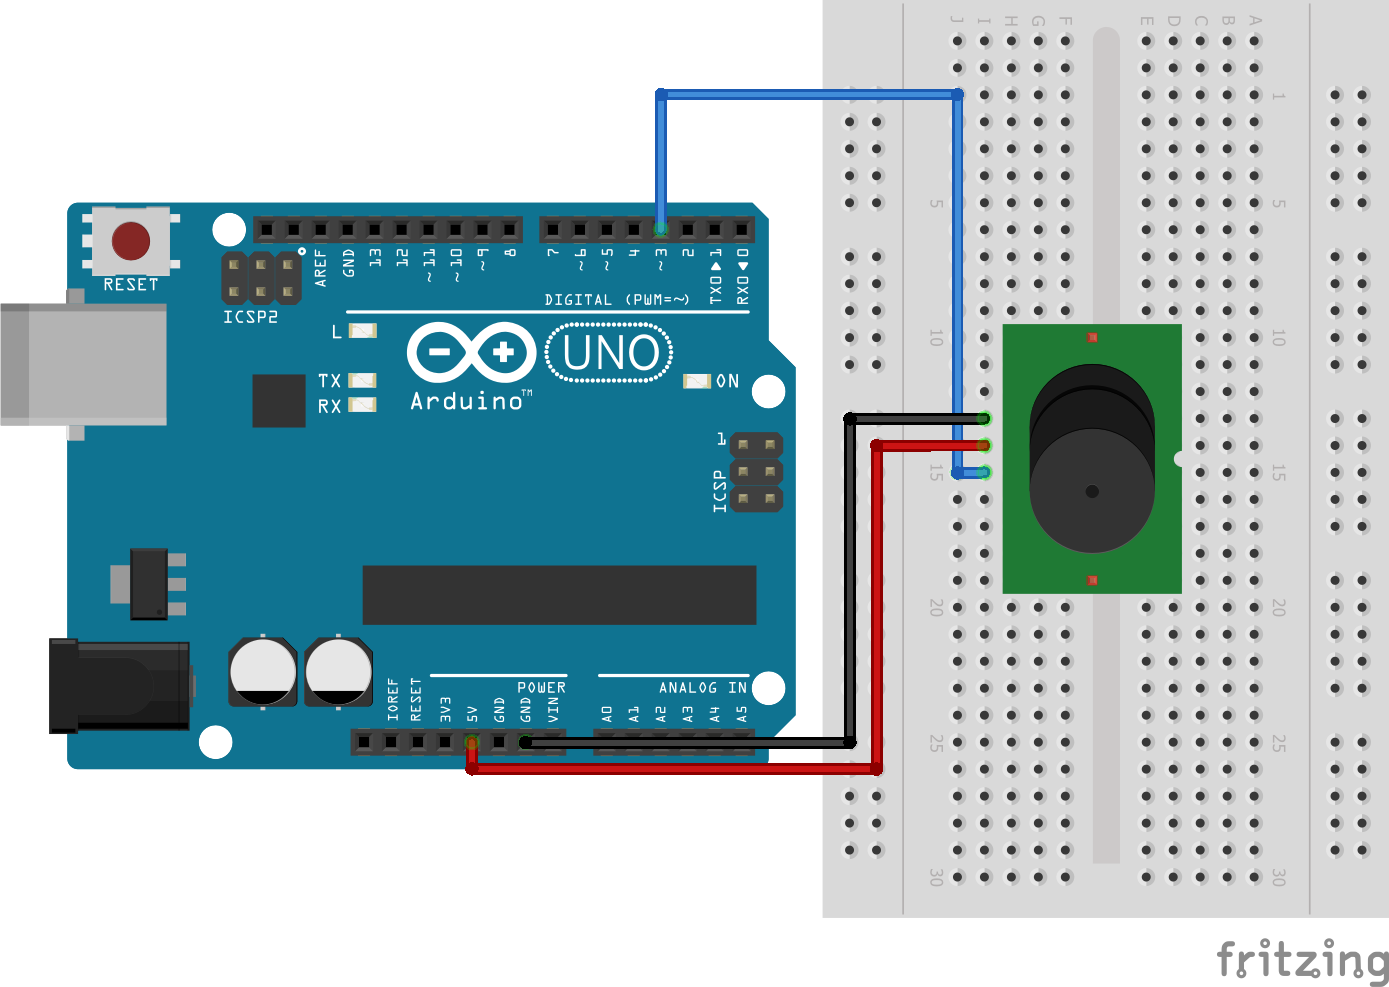 J I H G F E D C B A
1
5 5
10 10
15 15
20 20
25 25
30 30
RESET
ICSP2
AREF
GND
13
12
~11
~10
~9
8
7
~6
~5
4
~3
2
TX0▶1
RX0◀0
DIGITAL (PWM=~)
L
TX
RX
UNO
Arduino™
ON
1
ICSP
IOREF
RESET
3V3
5V
GND
GND
VIN
POWER
ANALOG IN
A0
A1
A2
A3
A4
A5
fritzing